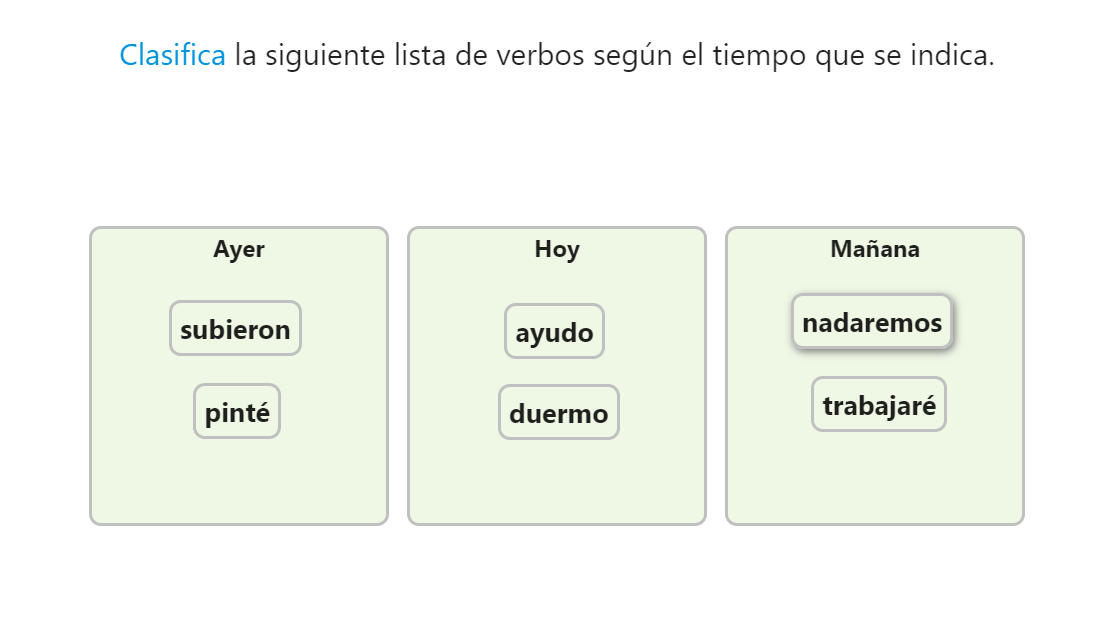 Clasifica la siguiente lista de verbos según el tiempo que se indica.
Ayer
subieron
pinté
Hoy
ayudo
duermo
Mañana
nadaremos
trabajaré